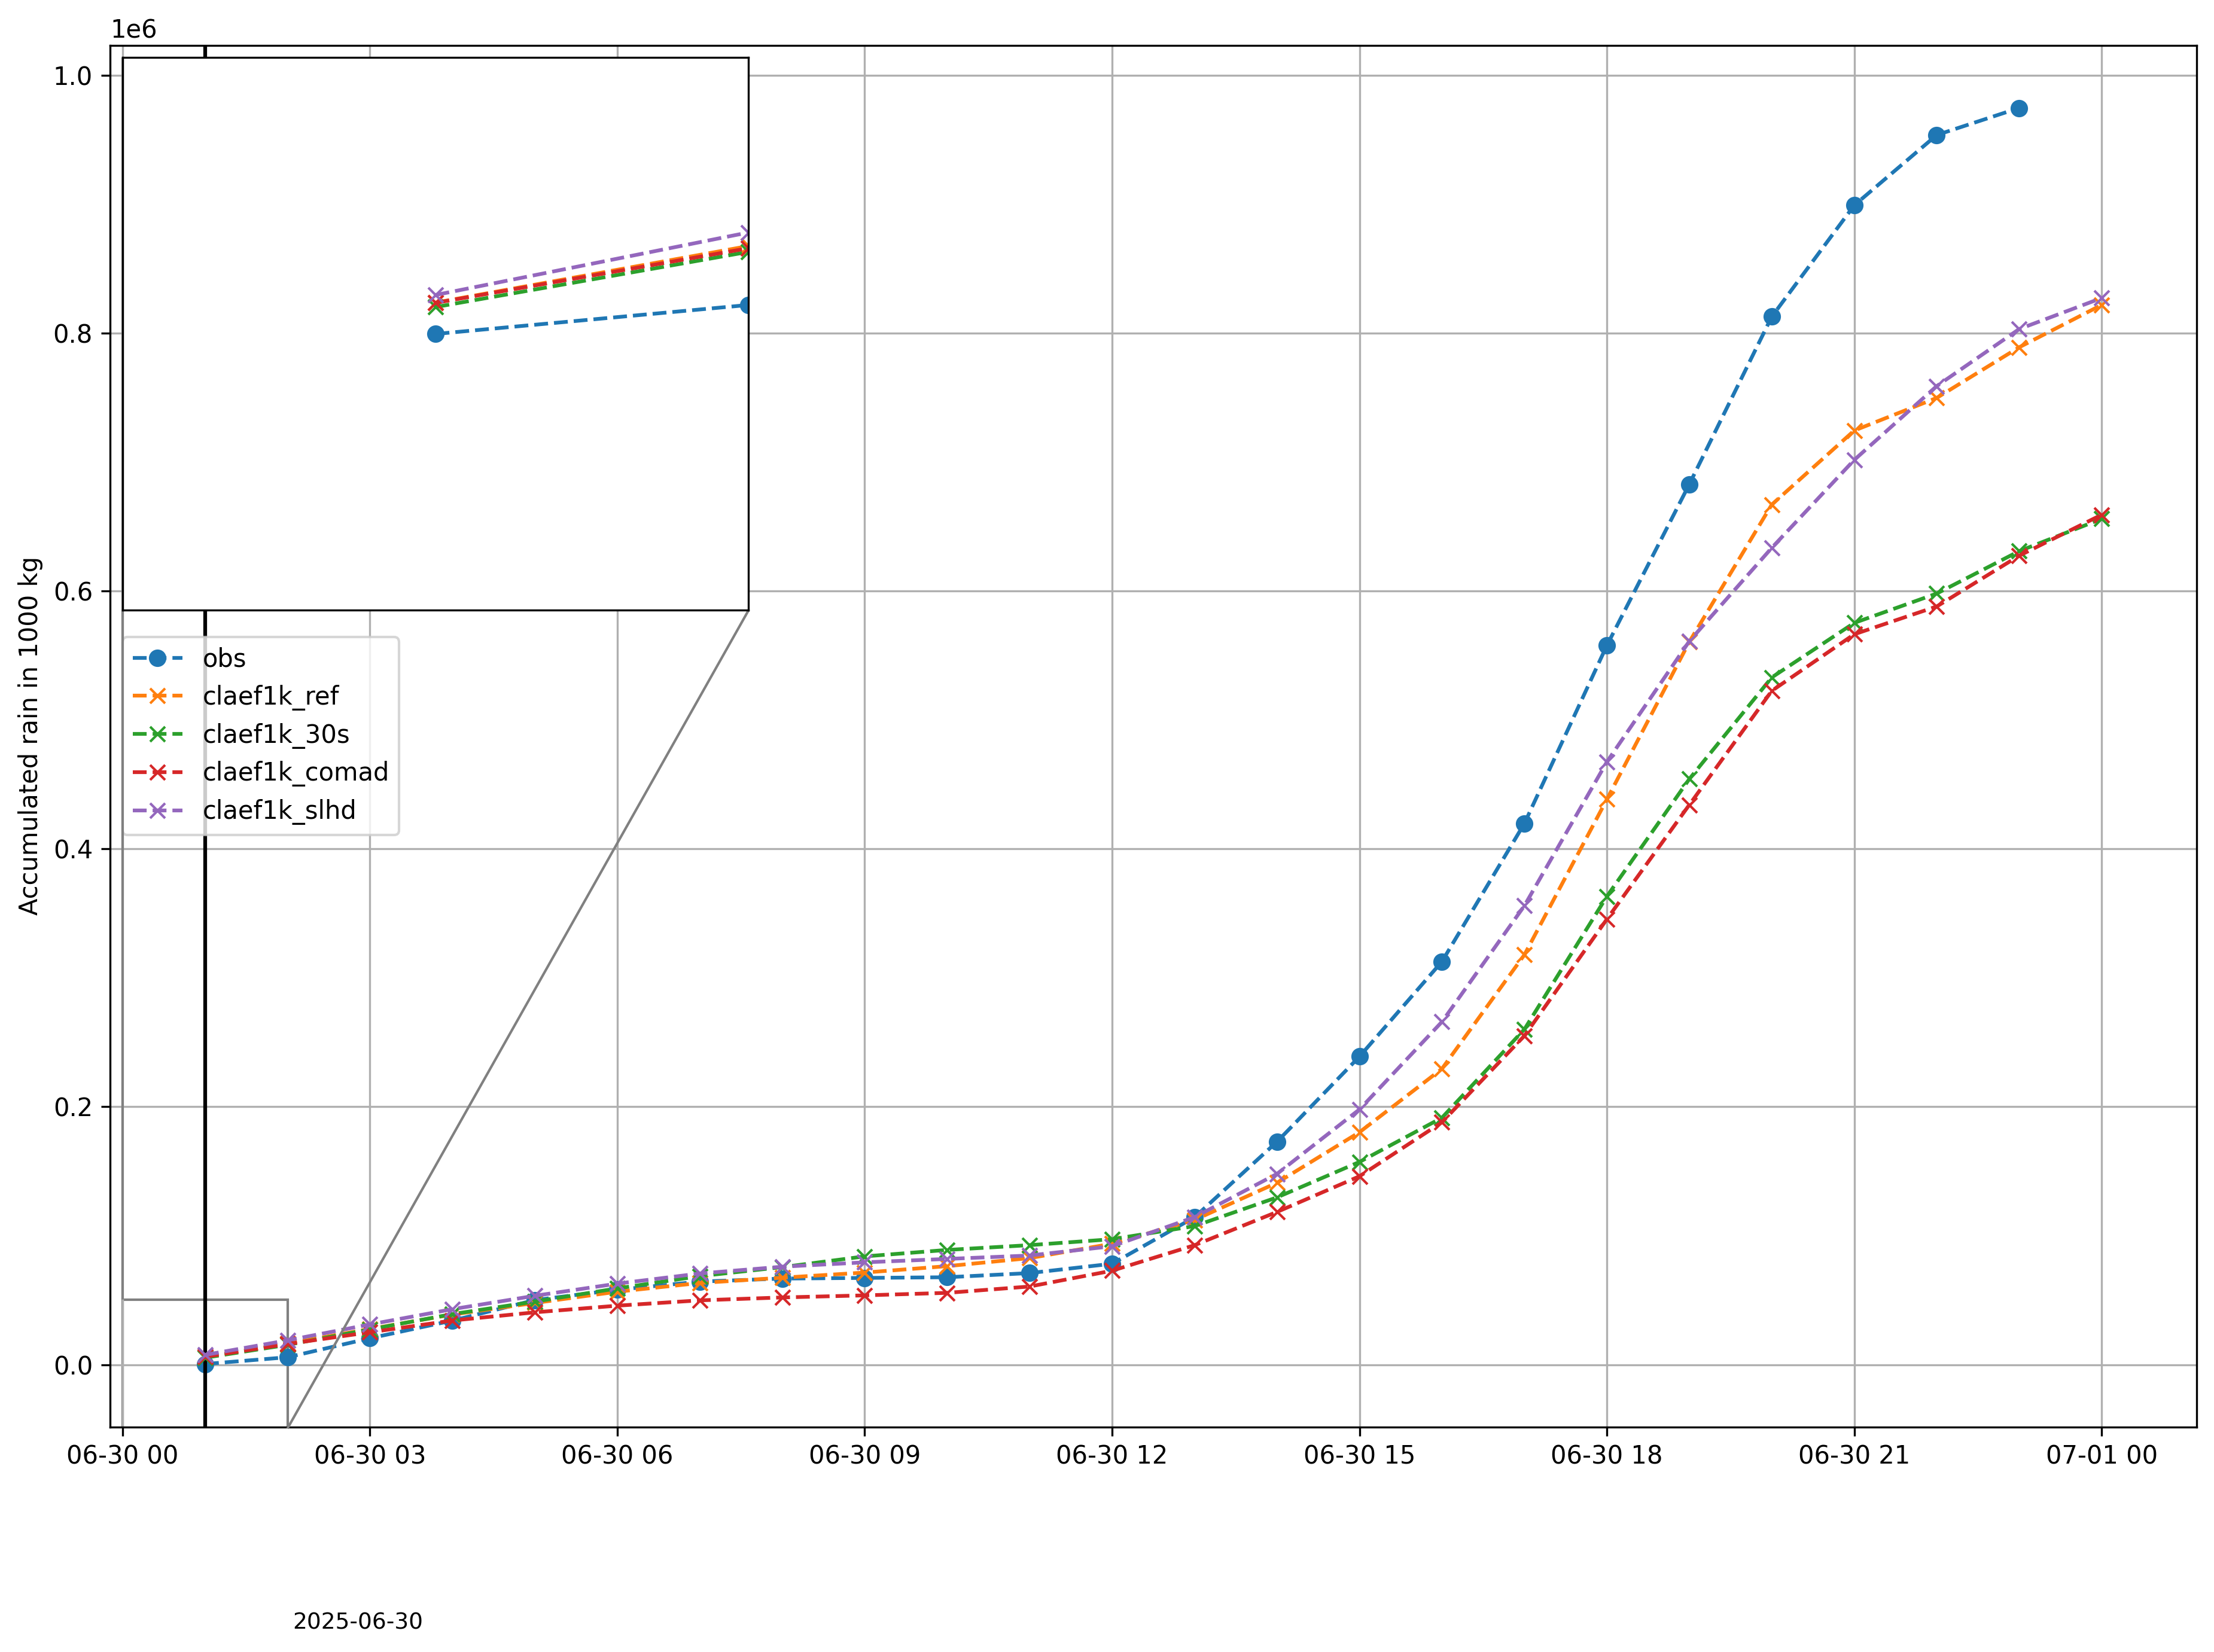 1e6
1.0
0.8
0.6
0.4
0.2
0.0
Accumulated rain in 1000 kg
obs
claef1k_ref
claef1k_30s
claef1k_comad
claef1k_slhd
06-30 00 06-30 03 06-30 06 06-30 09 06-30 12 06-30 15 06-30 18 06-30 21 07-01 00
2025-06-30